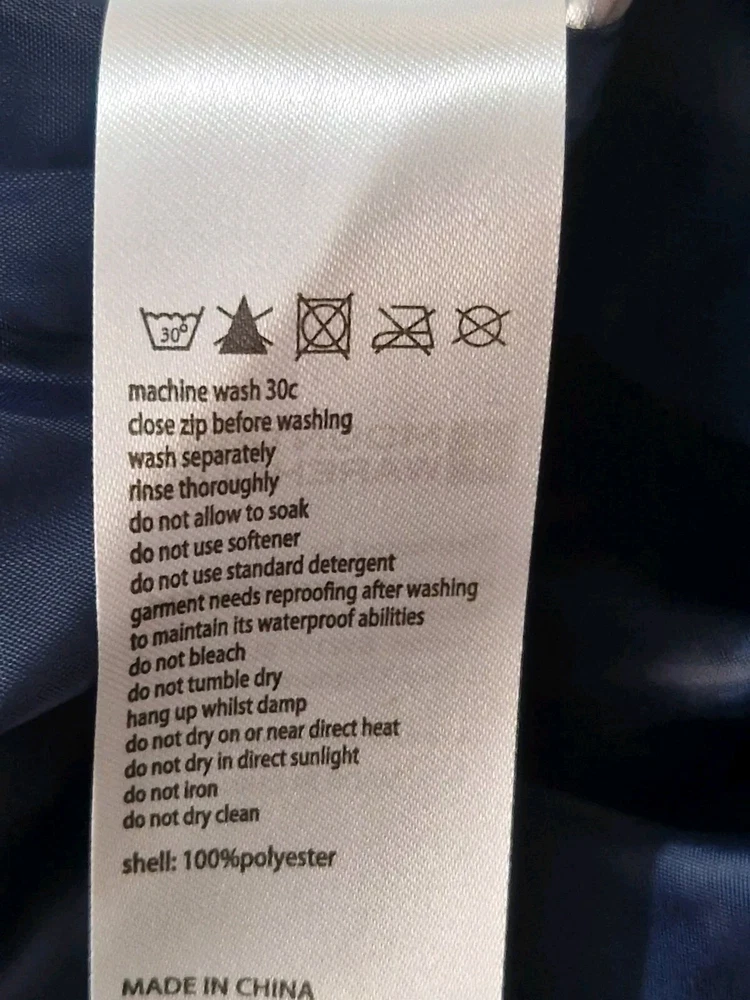 30°
machine wash 30c
close zip before washing
wash separately
rinse thoroughly
do not allow to soak
do not use softener
do not use standard detergent
garment needs reproofing after washing
to maintain its waterproof abilities
do not bleach
do not tumble dry
hang up whilst damp
do not dry on or near direct heat
do not dry in direct sunlight
do not iron
do not dry clean
shell: 100%polyester
MADE IN CHINA